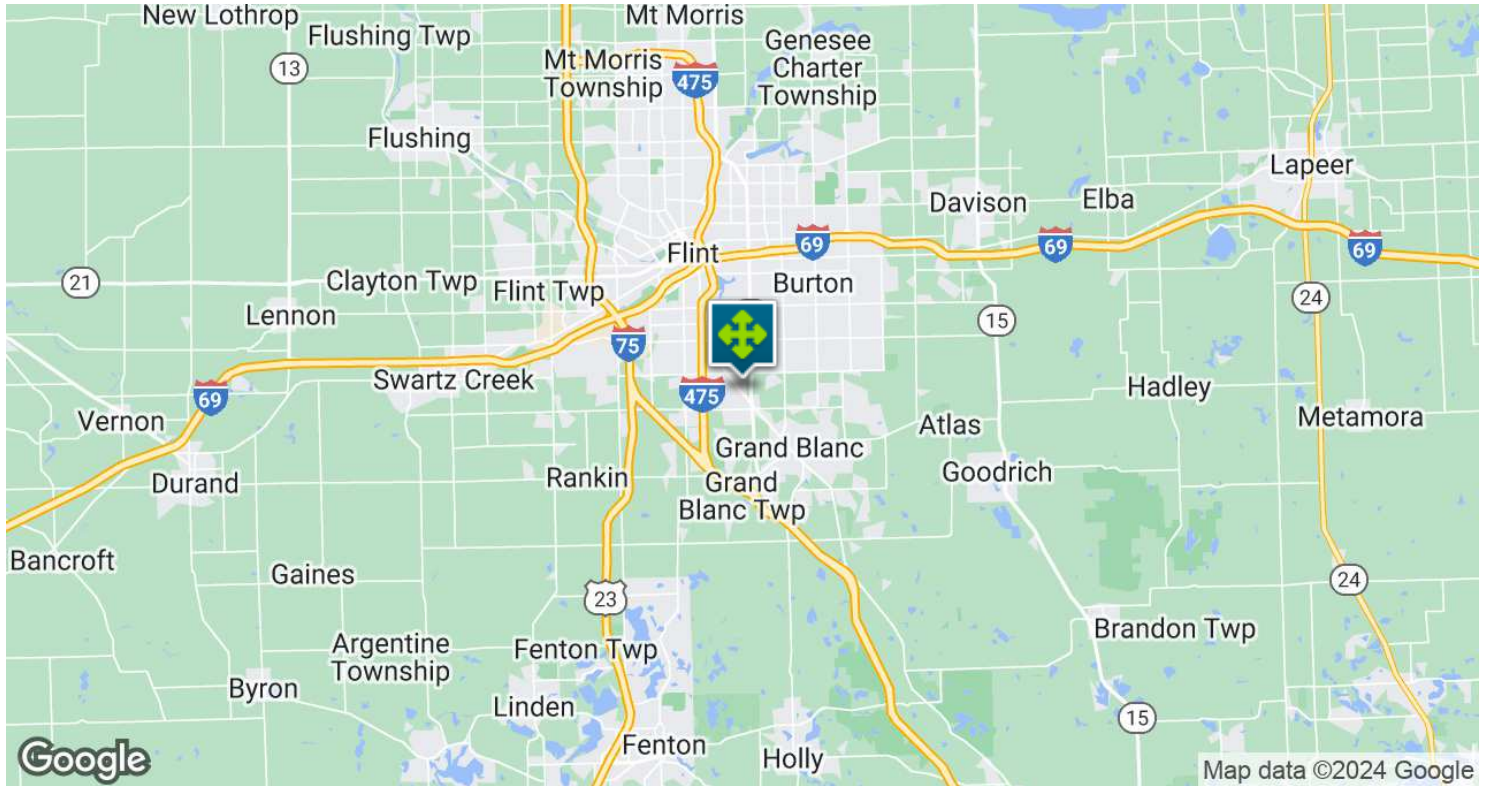 New Lothrop
Mt Morris
Flushing Twp
Genesee
Charter
Township
13
Mt Morris
Township
475
Flushing
Lapeer
Davison
Elba
69
69
69
Flint
21
Clayton Twp
Flint Twp
Burton
24
Lennon
15
75
Swartz Creek
475
Hadley
69
Vernon
Metamora
Atlas
Grand Blanc
Goodrich
Durand
Rankin
Grand
Blanc Twp
Bancroft
Gaines
24
23
Brandon Twp
Argentine
Township
Fenton Twp
Byron
Linden
15
Fenton
Holly
Google
Map data ©2024 Google